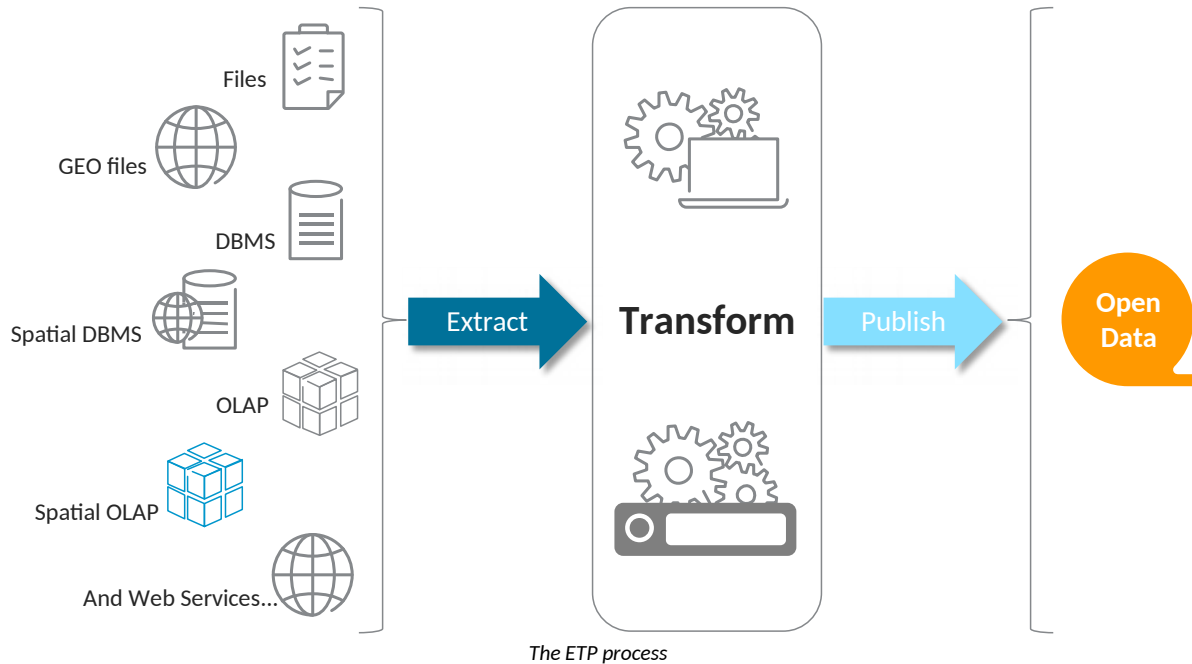 Files
GEO files
DBMS
Spatial DBMS
OLAP
Spatial OLAP
And Web Services...
Extract
Transform
Publish
Open
Data
The ETP process